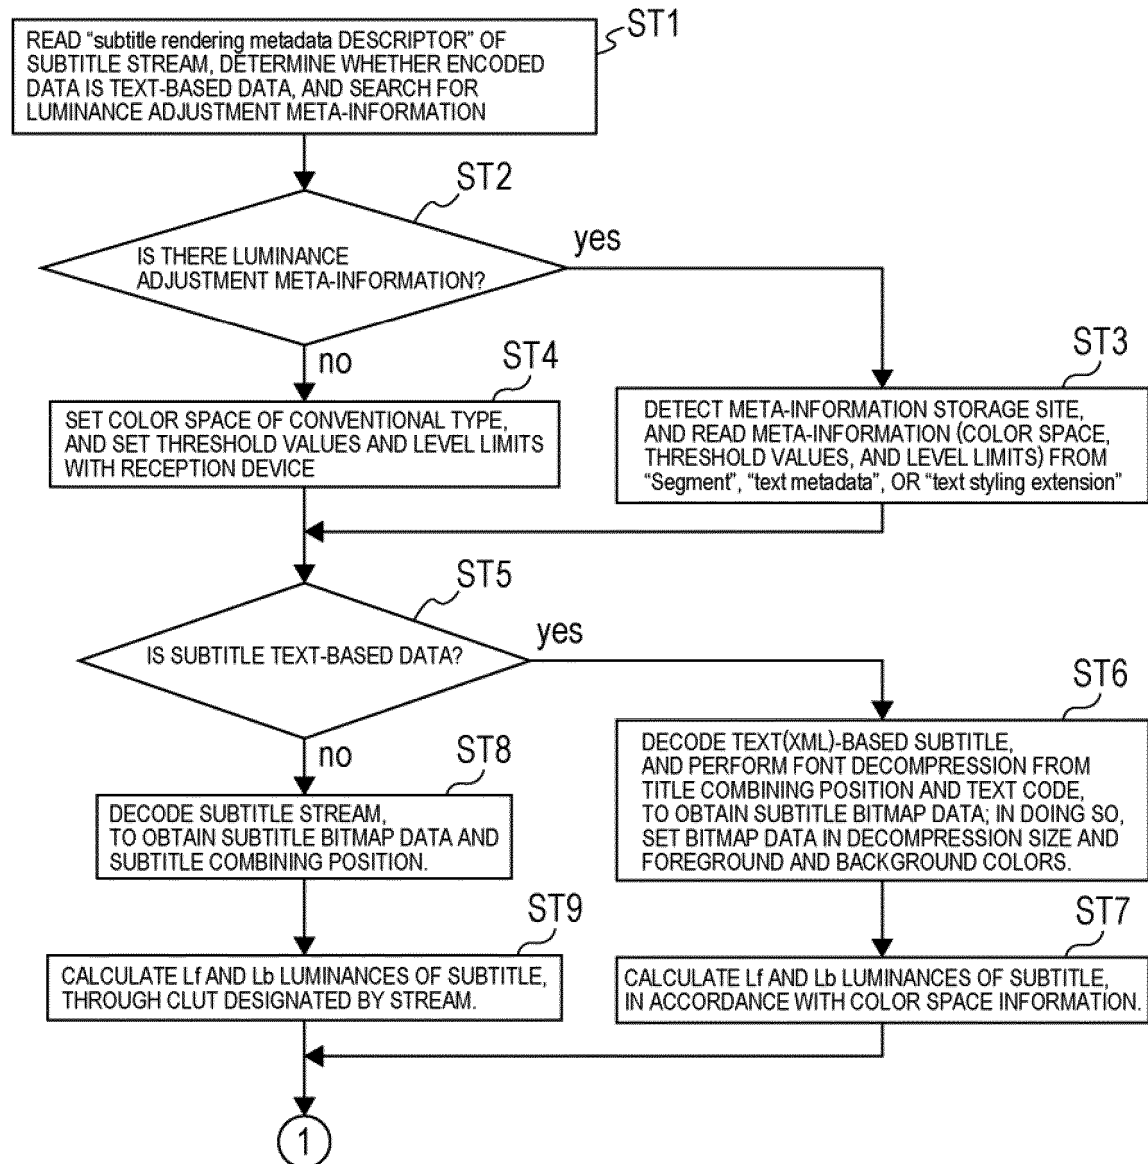 ST1
READ “subtitle rendering metadata DESCRIPTOR” OF
SUBTITLE STREAM, DETERMINE WHETHER ENCODED
DATA IS TEXT-BASED DATA, AND SEARCH FOR
LUMINANCE ADJUSTMENT META-INFORMATION
ST2
IS THERE LUMINANCE
ADJUSTMENT META-INFORMATION?
yes
no
ST4
SET COLOR SPACE OF CONVENTIONAL TYPE,
AND SET THRESHOLD VALUES AND LEVEL LIMITS
WITH RECEPTION DEVICE
ST3
DETECT META-INFORMATION STORAGE SITE,
AND READ META-INFORMATION (COLOR SPACE,
THRESHOLD VALUES, AND LEVEL LIMITS) FROM
“Segment”, “text metadata”, OR “text styling extension”
ST5
IS SUBTITLE TEXT-BASED DATA?
yes
no
ST6
DECODE TEXT(XML)-BASED SUBTITLE,
AND PERFORM FONT DECOMPRESSION FROM
TITLE COMBINING POSITION AND TEXT CODE,
TO OBTAIN SUBTITLE BITMAP DATA; IN DOING SO,
SET BITMAP DATA IN DECOMPRESSION SIZE AND
FOREGROUND AND BACKGROUND COLORS.
ST8
DECODE SUBTITLE STREAM,
TO OBTAIN SUBTITLE BITMAP DATA AND
SUBTITLE COMBINING POSITION.
ST9
CALCULATE Lf AND Lb LUMINANCES OF SUBTITLE,
THROUGH CLUT DESIGNATED BY STREAM.
ST7
CALCULATE Lf AND Lb LUMINANCES OF SUBTITLE,
IN ACCORDANCE WITH COLOR SPACE INFORMATION.
1